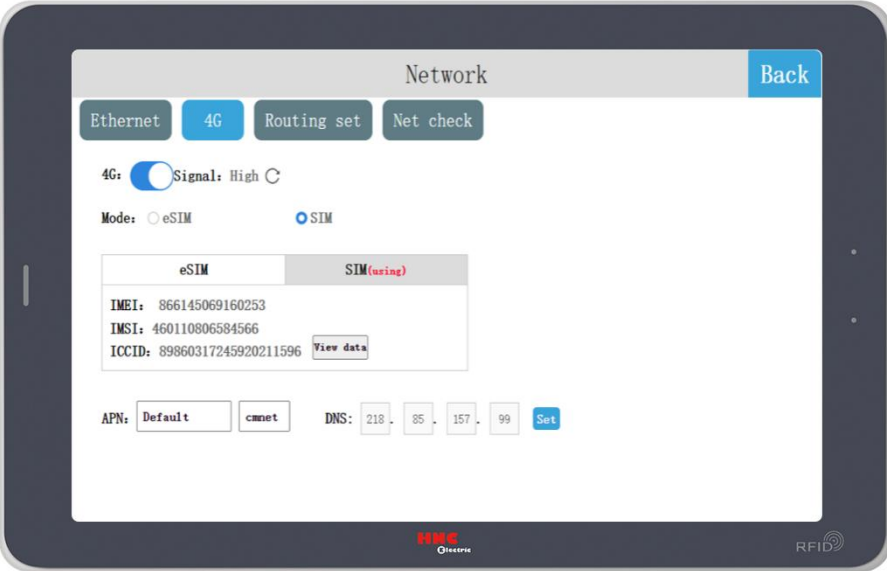 Network
Back
Ethernet
4G
Routing set
Net check
4G: Signal: High
Mode: eSIM SIM
eSIM SIM(using)
IMEI: 866145069160253
IMSI: 460110806584566
ICCID: 89860317245920211596 View data
APN: Default cmnet DNS: 218. 85. 157. 99 Set
HNC
Electric
RFID